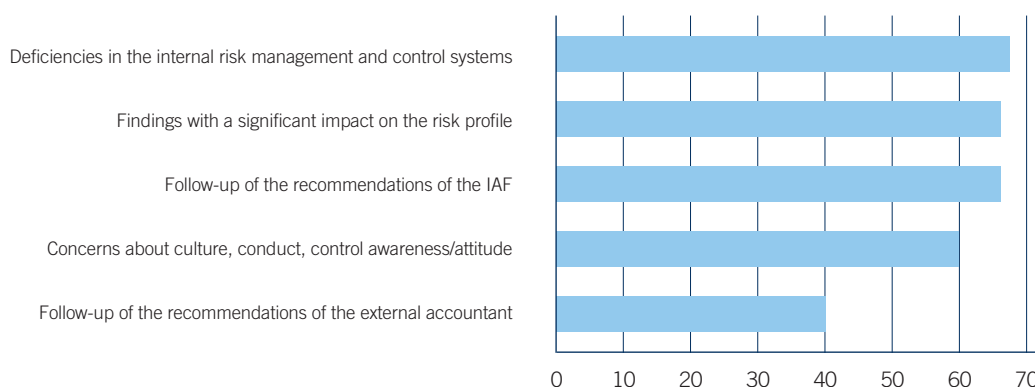 Deficiencies in the internal risk management and control systems
Findings with a significant impact on the risk profile
Follow-up of the recommendations of the IAF
Concerns about culture, conduct, control awareness/attitude
Follow-up of the recommendations of the external accountant
0 10 20 30 40 50 60 70